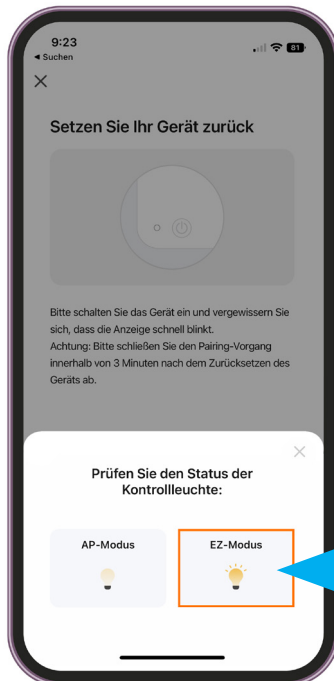 9:23
81
◂ Suchen
Setzen Sie Ihr Gerät zurück
Bitte schalten Sie das Gerät ein und vergewissern Sie
sich, dass die Anzeige schnell blinkt.
Achtung: Bitte schließen Sie den Pairing-Vorgang
innerhalb von 3 Minuten nach dem Zurücksetzen des
Geräts ab.
Prüfen Sie den Status der
Kontrollleuchte:
AP-Modus
EZ-Modus